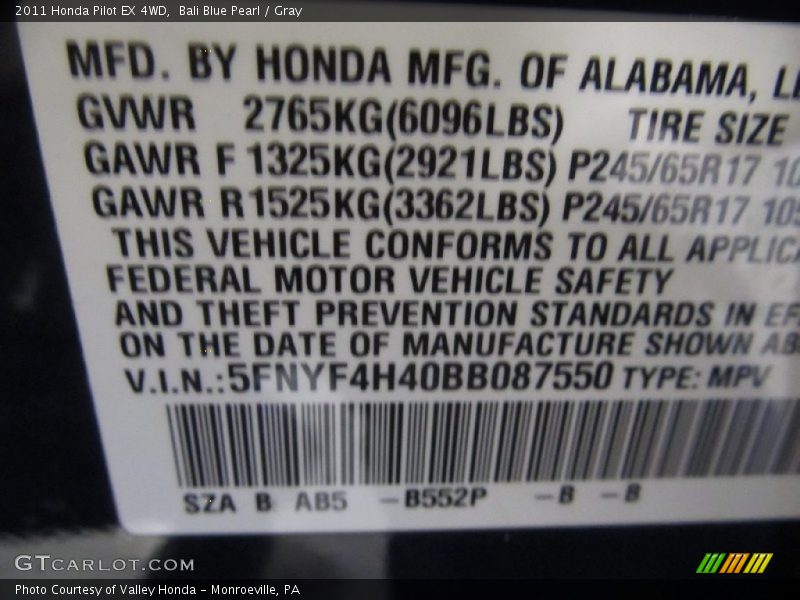 2011 Honda Pilot EX 4WD, Bali Blue Pearl / Gray
MFD. BY HONDA MFG. OF ALABAMA,
GVWR 2765KG(6096LBS) TIRE SIZE
GAWR F 1325KG(2921LBS) P245/65R17
GAWR R 1525KG(3362LBS) P245/65R17
THIS VEHICLE CONFORMS TO ALL
FEDERAL MOTOR VEHICLE SAFETY
AND THEFT PREVENTION STANDARDS IN
ON THE DATE OF MANUFACTURE SHOWN
V.I.N.:5FNYF4H40BB087550 TYPE: MPV
SZA B AB5 -B552P -B -B
GTCARLOT.COM
Photo Courtesy of Valley Honda - Monroeville, PA